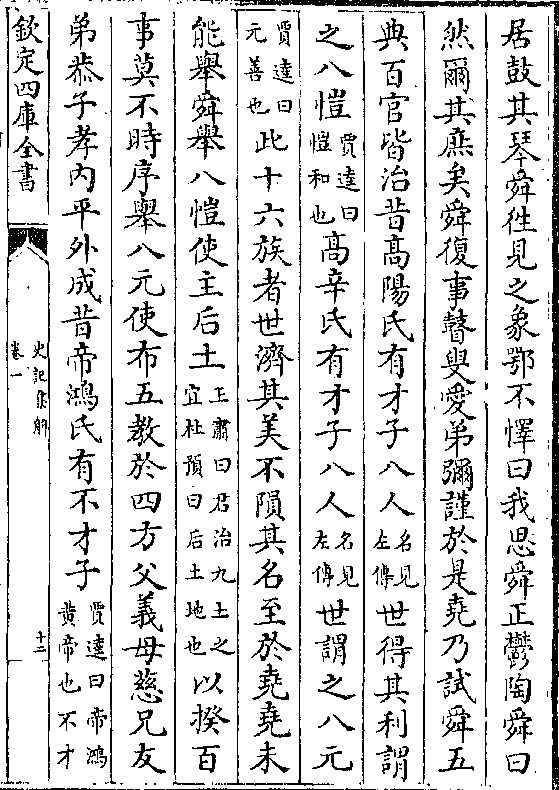 居鼓其琴舜徃見之象鄂不懌曰我思舜正鬱陶舜曰
然爾其庶矣舜復事瞽叟愛弟彌謹於是堯乃試舜五
典百官皆治昔高陽氏有才子八人名見左傳世得其利謂
之八愷賈逵曰愷和也高辛氏有才子八人名見左傳世謂之八元
賈逵曰元善也此十六族者世濟其美不隕其名至於堯堯未
能舉舜舉八愷使主后土王肅曰君治九土之宜杜預曰后土地也以揆百
事莫不時序舉八元使布五教於四方父義母慈兄友
弟恭子孝内平外成昔帝鴻氏有不才子賈逵曰帝鴻黄帝也不才
欽定四庫全書
史記集解
卷一
十二